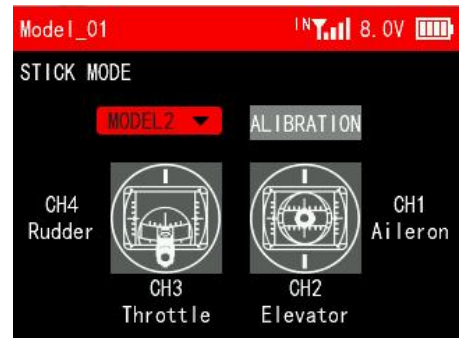 Model_01 IN 8.0V
STICK MODE
MODEL2 ALIBRATION
CH4 Rudder
CH1 Aileron
CH3 Throttle
CH2 Elevator